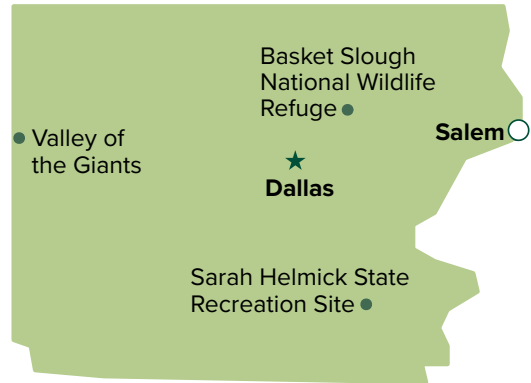 Basket Slough
National Wildlife
Refuge
Salem
Valley of
the Giants
Dallas
Sarah Helmick State
Recreation Site